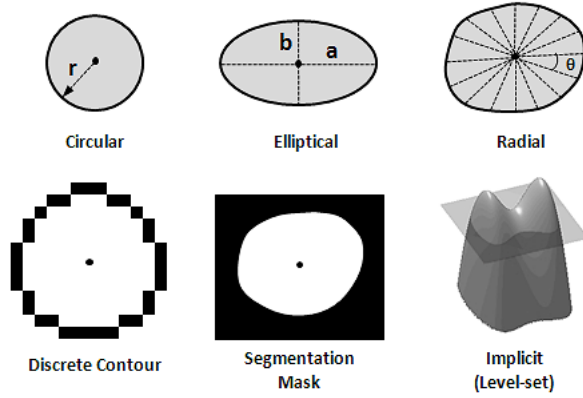 r
b
a
θ
Circular
Elliptical
Radial
Discrete Contour
Segmentation
Mask
Implicit
(Level-set)